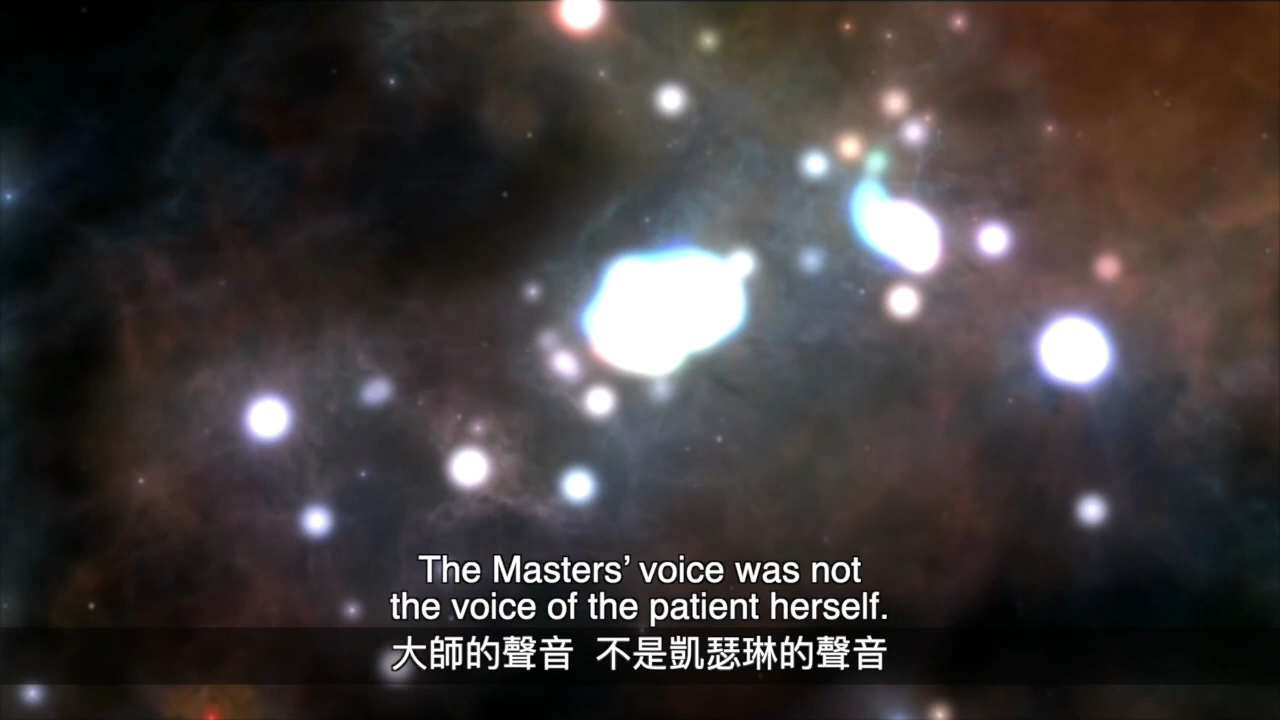 The Masters’ voice was not
the voice of the patient herself.
大師的聲音 不是凱瑟琳的聲音